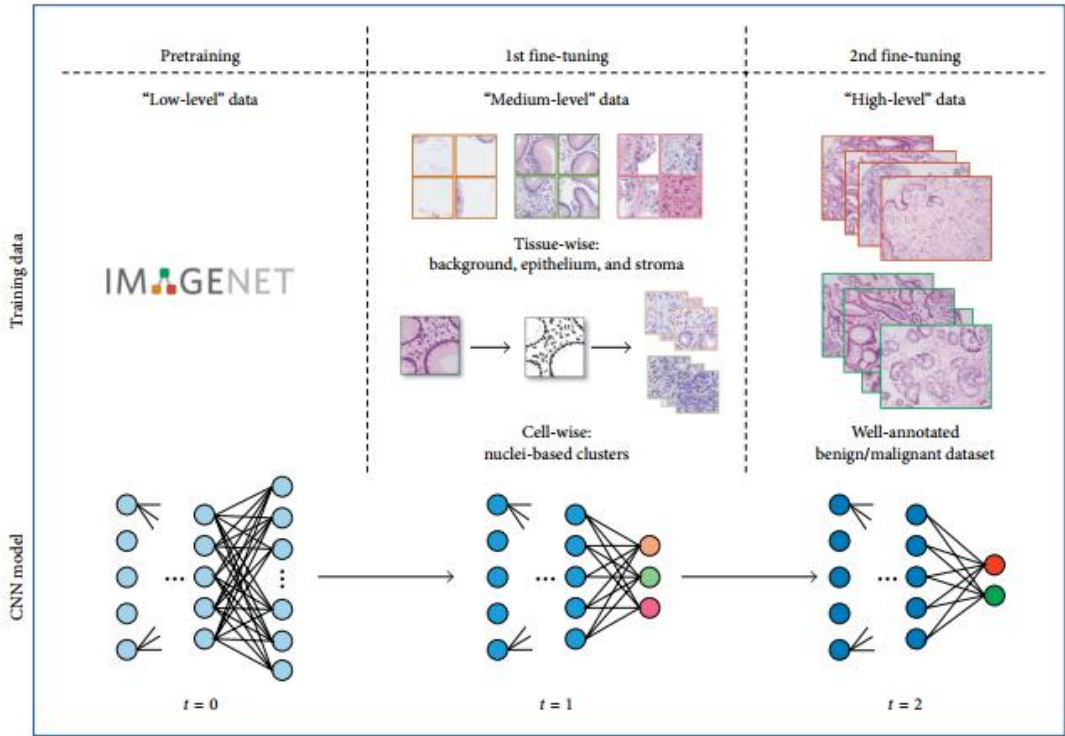 Pretraining
1st fine-tuning
2nd fine-tuning
“Low-level” data
“Medium-level” data
“High-level” data
Training data
IMAGENET
Tissue-wise:
background, epithelium, and stroma
Cell-wise:
nuclei-based clusters
Well-annotated
benign/malignant dataset
CNN model
t = 0
t = 1
t = 2